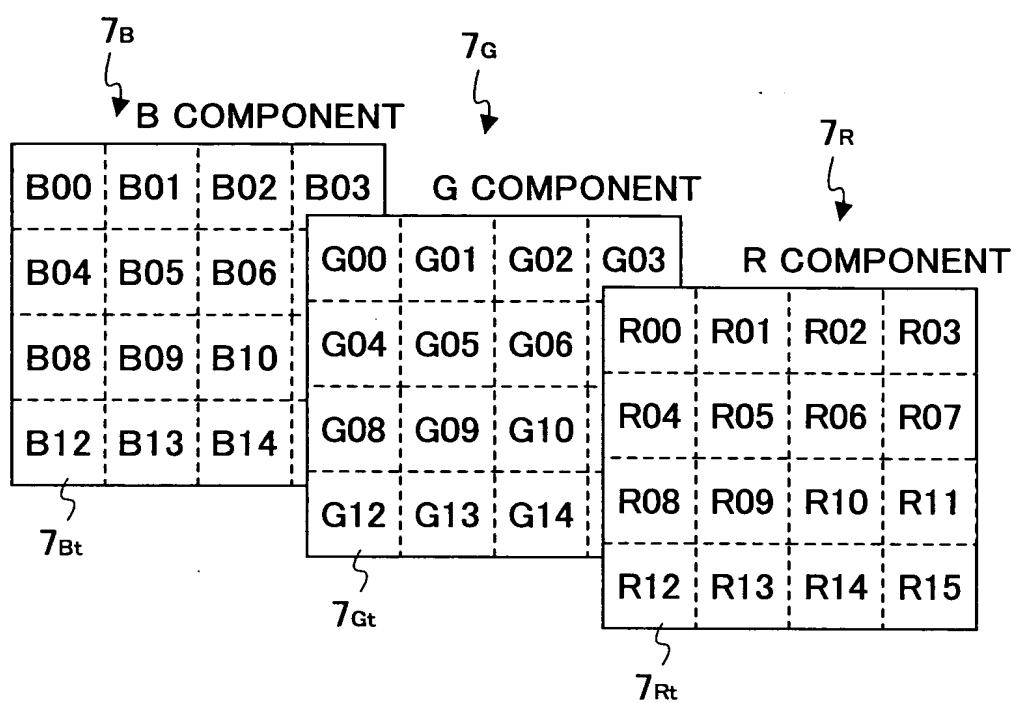 7B
B COMPONENT
B00 B01 B02 B03
B04 B05 B06
B08 B09 B10
B12 B13 B14
7Bt
7G
G COMPONENT
G00 G01 G02 G03
G04 G05 G06
G08 G09 G10
G12 G13 G14
7Gt
7R
R COMPONENT
R00 R01 R02 R03
R04 R05 R06 R07
R08 R09 R10 R11
R12 R13 R14 R15
7Rt